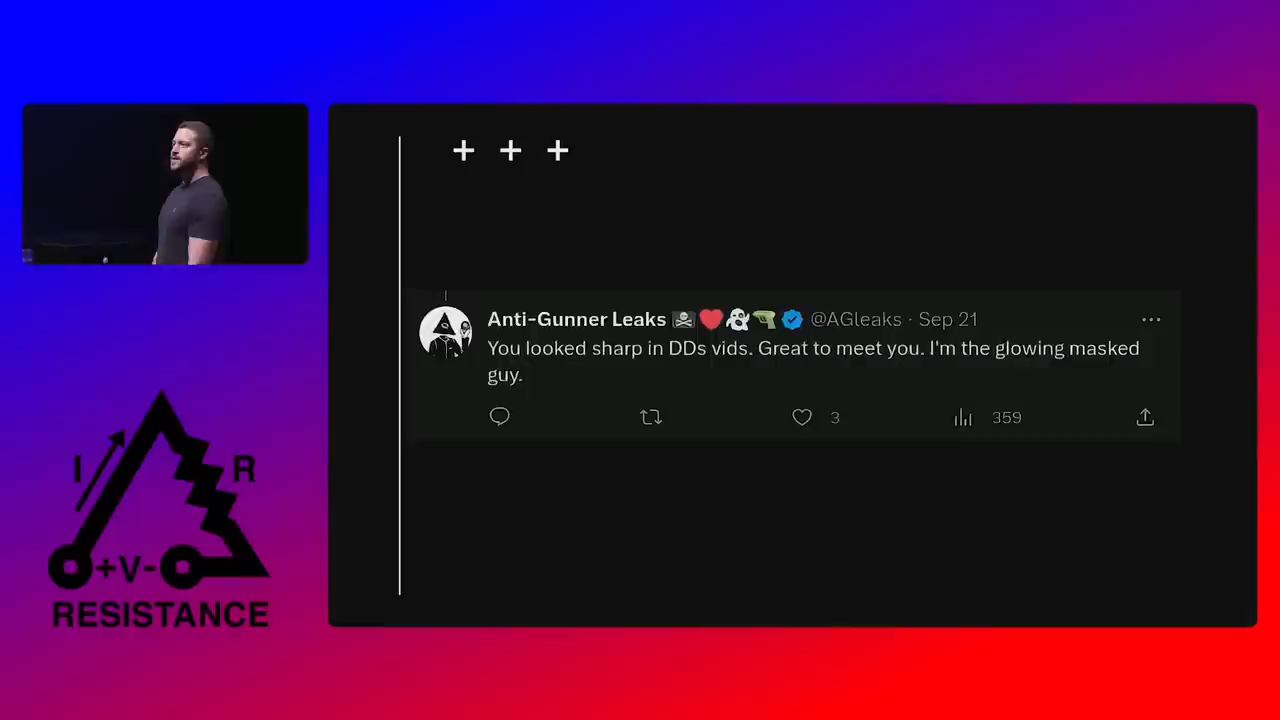 + + +
Anti-Gunner Leaks ☠️❤️👻🔫 @AGleaks · Sep 21
You looked sharp in DDs vids. Great to meet you. I'm the glowing masked
guy.
3 359
I R
+V-
RESISTANCE